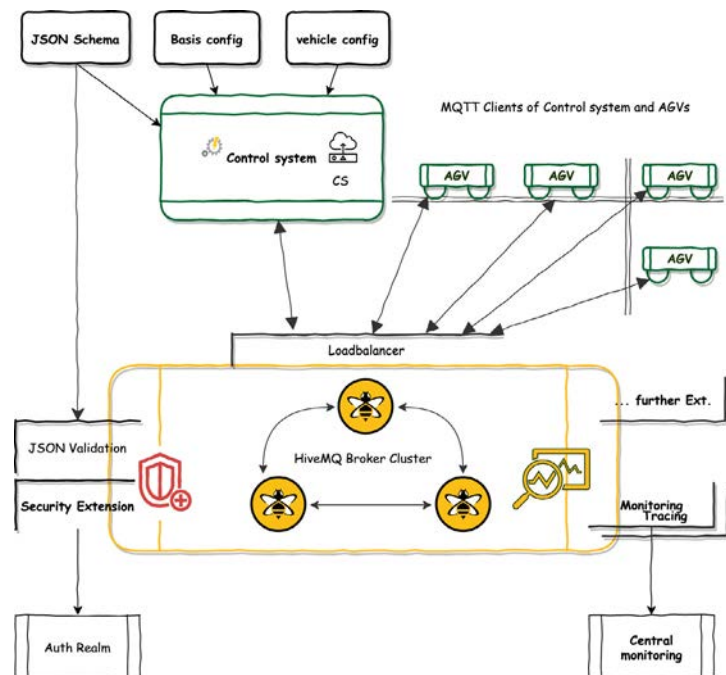 JSON Schema
Basis config
vehicle config
MQTT Clients of Control system and AGVs
Control system
CS
AGV
AGV
AGV
AGV
Loadbalancer
... further Ext.
JSON Validation
HiveMQ Broker Cluster
Security Extension
Monitoring
Tracing
Auth Realm
Central
monitoring